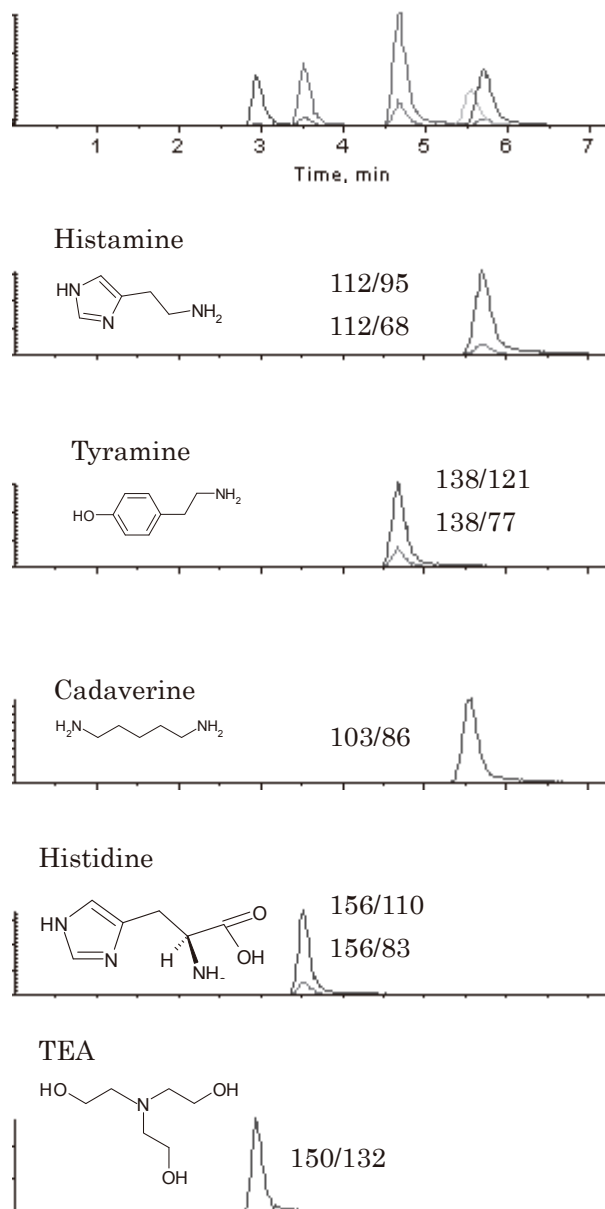 1 2 3 4 5 6 7
Time, min
Histamine
HN
N
NH2
112/95
112/68
Tyramine
HO
NH2
138/121
138/77
Cadaverine
H2N
NH2
103/86
Histidine
HN
N
H
NH-
O
OH
156/110
156/83
TEA
HO
N
OH
OH
150/132